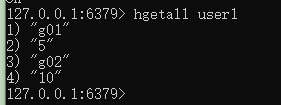 127.0.0.1:6379> hgetall user1
1) "g01"
2) "5"
3) "g02"
4) "10"
127.0.0.1:6379>